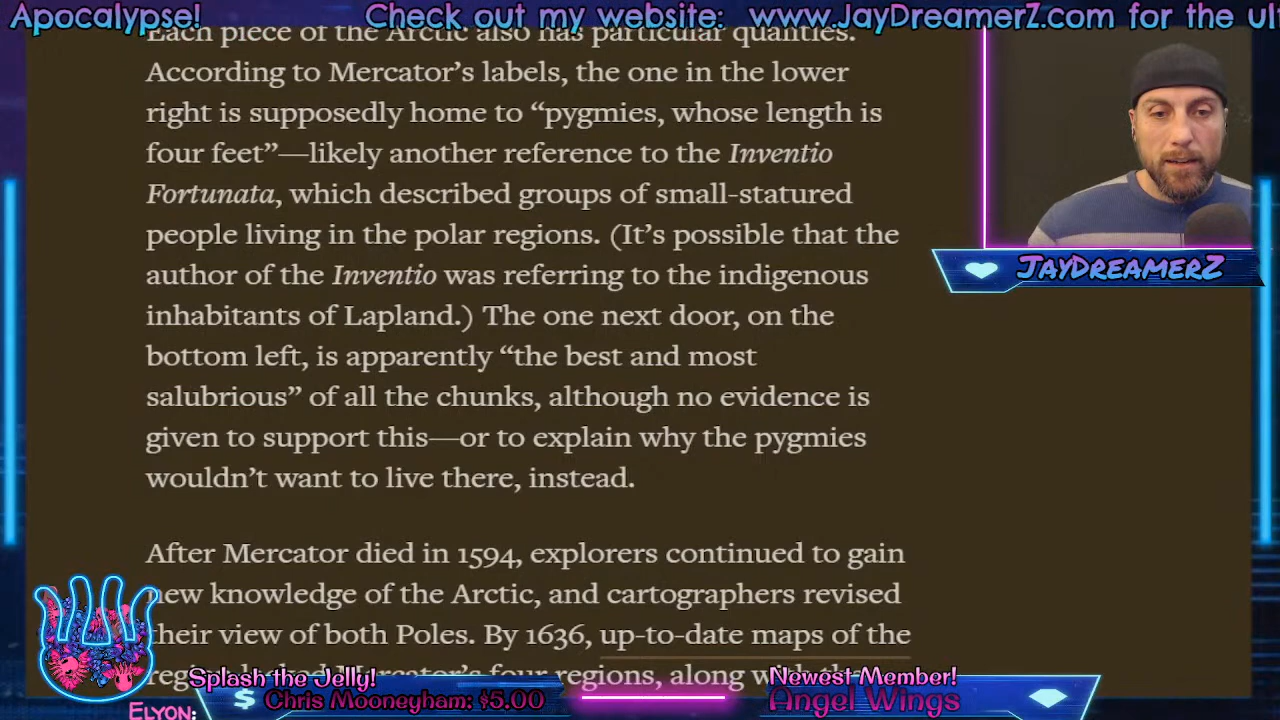 Apocalypse! Check out my website: www.JayDreamerZ.com for the ul
Each piece of the Arctic also has particular qualities.
According to Mercator's labels, the one in the lower
right is supposedly home to “pygmies, whose length is
four feet”—likely another reference to the Inventio
Fortunata, which described groups of small-statured
people living in the polar regions. (It's possible that the
author of the Inventio was referring to the indigenous
inhabitants of Lapland.) The one next door, on the
bottom left, is apparently “the best and most
salubrious” of all the chunks, although no evidence is
given to support this—or to explain why the pygmies
wouldn't want to live there, instead.
After Mercator died in 1594, explorers continued to gain
new knowledge of the Arctic, and cartographers revised
their view of both Poles. By 1636, up-to-date maps of the
Mercator's four regions, along
JayDreamerZ
Splash the Jelly!
$ Chris Mooneyham: $5.00
Newest Member!
Angel Wings
ELYON: